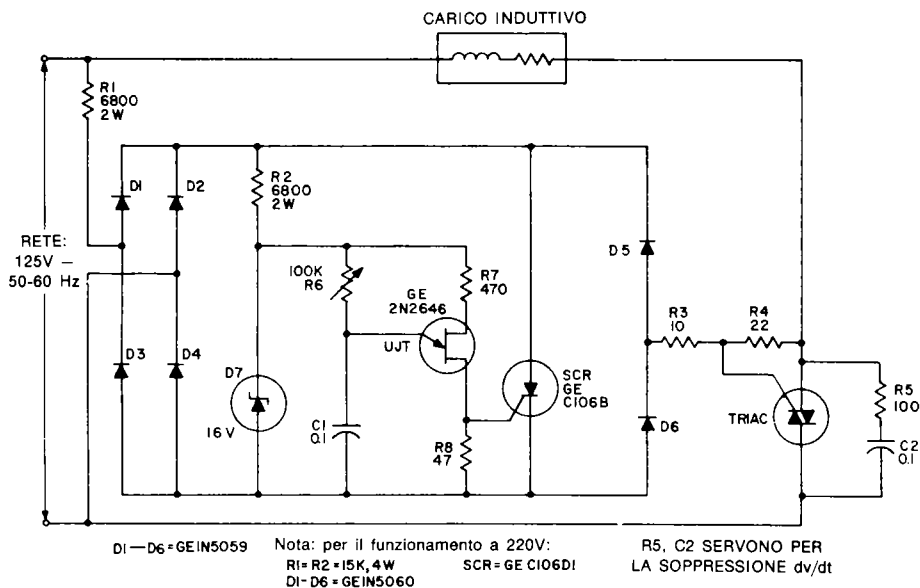 CARICO INDUTTIVO
R1
6800
2W
D1
D2
R2
6800
2W
RETE:
125V —
50-60 Hz
100K
R6
R7
470
GE
2N2646
UJT
D5
R3
10
R4
22
D3
D4
D7
16V
C1
0.1
R8
47
SCR
GE
C106B
D6
TRIAC
R5
100
C2
0.1
D1—D6=GEIN5059
Nota: per il funzionamento a 220V:
R1= R2 = 15K, 4W
SCR= GE C106D1
D1-D6= GEIN5060
R5, C2 SERVONO PER
LA SOPPRESSIONE dv/dt